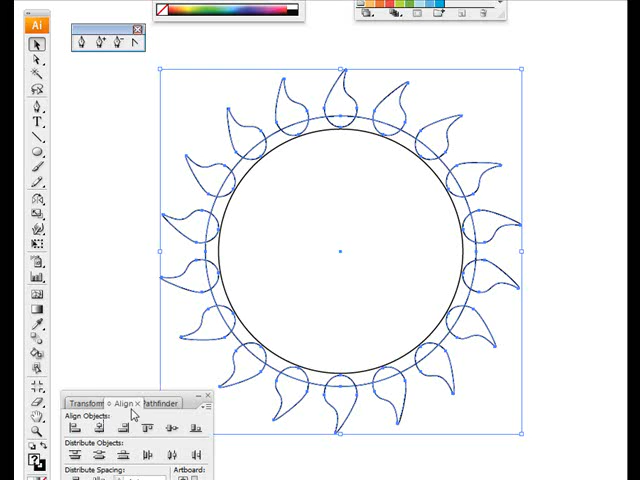 Ai
T
Transform
Align
Pathfinder
Align Objects:
Distribute Objects:
Distribute Spacing:
Artboard: